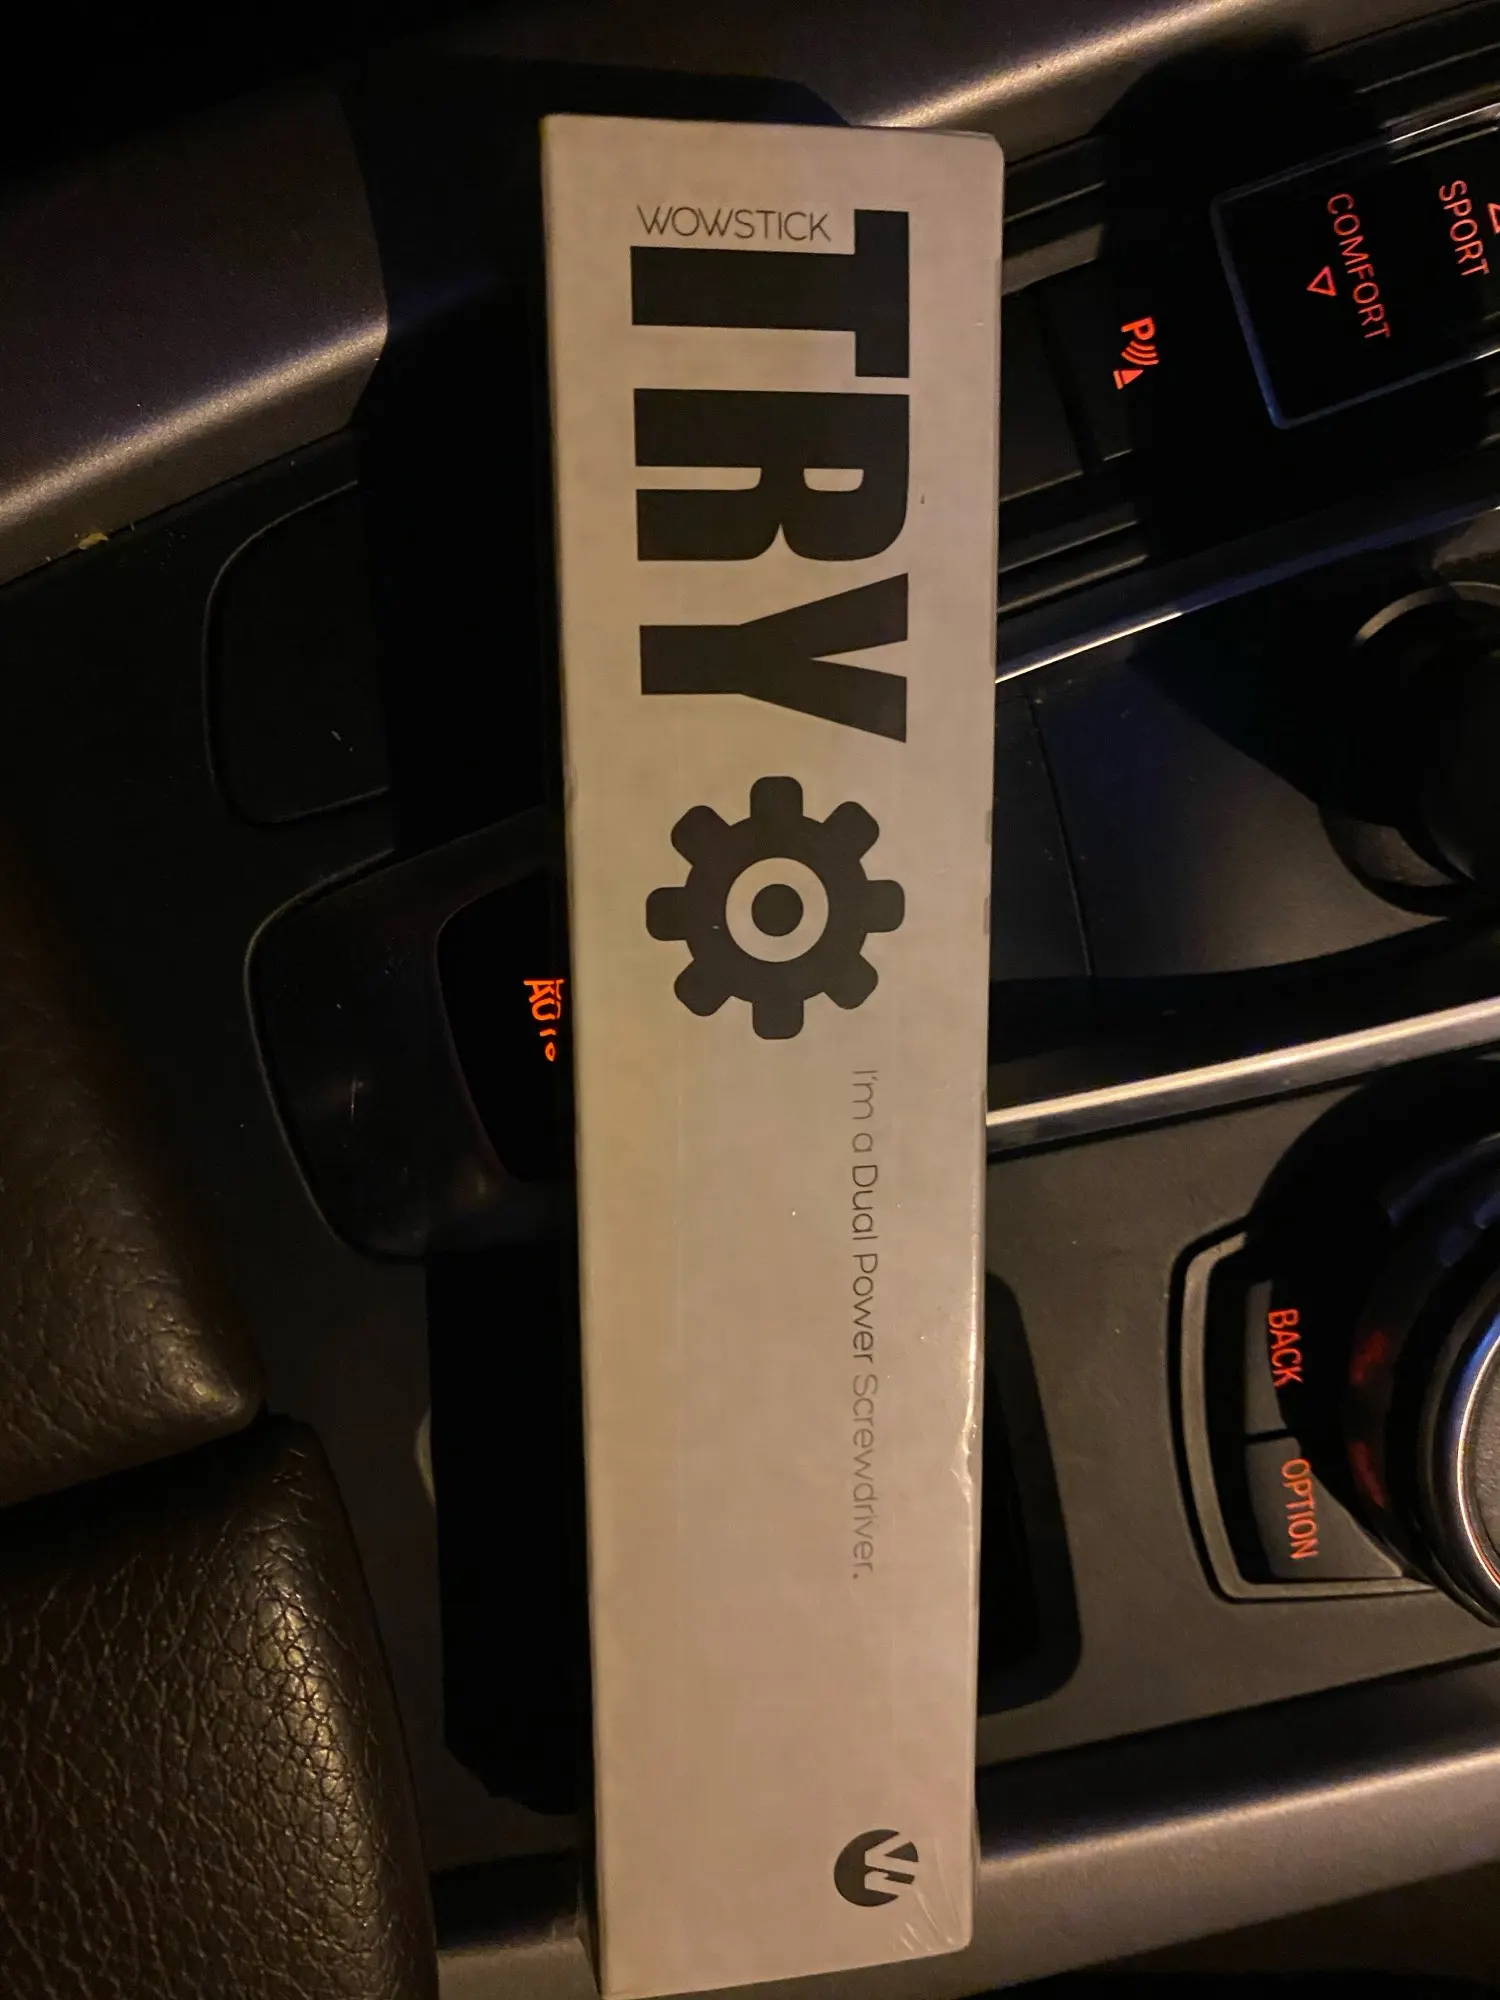 WOWSTICK
TRY
I'm a Dual Power Screwdriver.
SPORT
COMFORT
P
BACK
OPTION